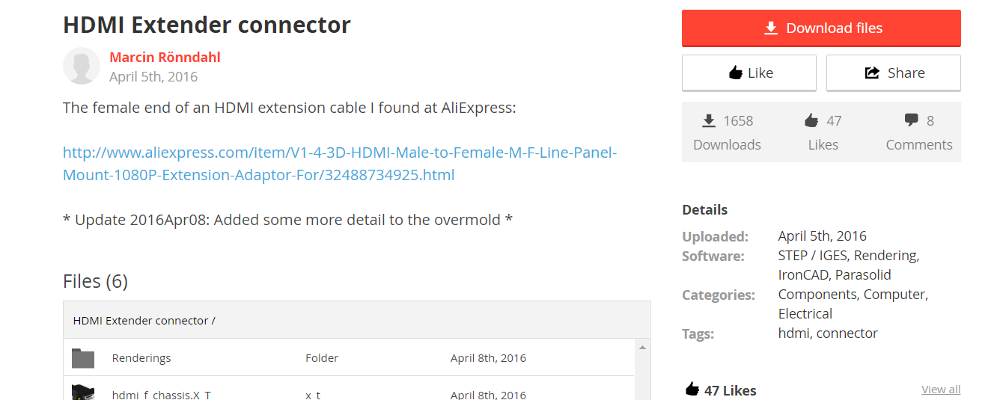 HDMI Extender connector
Marcin Rönndahl
April 5th, 2016
The female end of an HDMI extension cable I found at AliExpress:
http://www.aliexpress.com/item/V1-4-3D-HDMI-Male-to-Female-M-F-Line-Panel-
Mount-1080P-Extension-Adaptor-For/32488734925.html
* Update 2016Apr08: Added some more detail to the overmold *
Files (6)
HDMI Extender connector /
Renderings Folder April 8th, 2016
hdmi_f_chassis.X_T x_t April 8th, 2016
Download files
Like Share
1658 47 8
Downloads Likes Comments
Details
Uploaded: April 5th, 2016
Software: STEP / IGES, Rendering,
IronCAD, Parasolid
Categories: Components, Computer,
Electrical
Tags: hdmi, connector
47 Likes View all